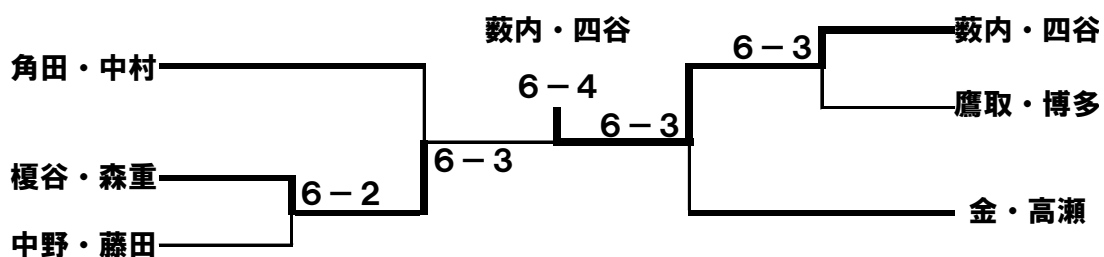 薮内・四谷
薮内・四谷
6－3
角田・中村
6－4
鷹取・博多
6－3
6－3
榎谷・森重
6－2
金・高瀬
中野・藤田